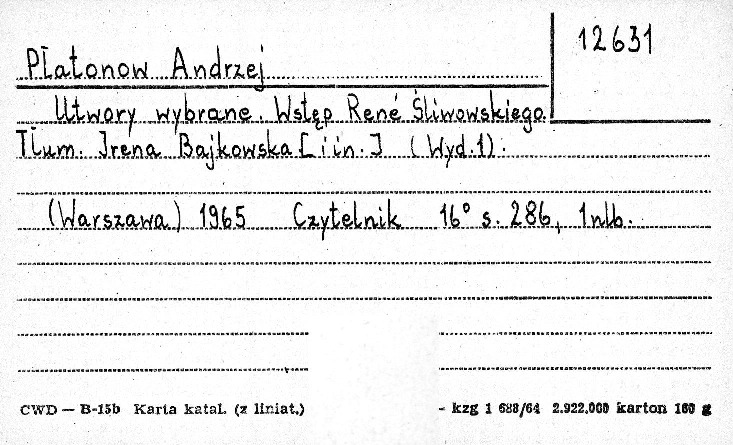 12631
Płatonow Andrzej
Utwory wybrane. Wstęp René Śliwowskiego.
Tłum. Irena Bajkowska [i in.] (Wyd.1).
(Warszawa) 1965 Czytelnik 16° s. 286, 1nlb.
CWD — B-15b Karta katal. (z liniat.) - kzg 1 688/64 2.922.000 karton 160 g